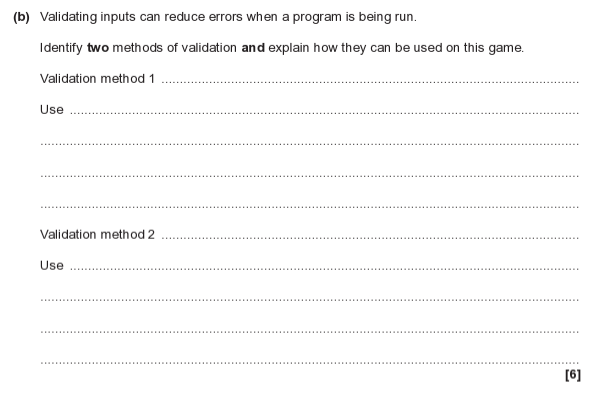 (b) Validating inputs can reduce errors when a program is being run.
Identify two methods of validation and explain how they can be used on this game.
Validation method 1 ....................................................................................................................
Use ..............................................................................................................................................
......................................................................................................................................................
......................................................................................................................................................
......................................................................................................................................................
Validation method 2 ....................................................................................................................
Use ..............................................................................................................................................
......................................................................................................................................................
......................................................................................................................................................
......................................................................................................................................................
[6]